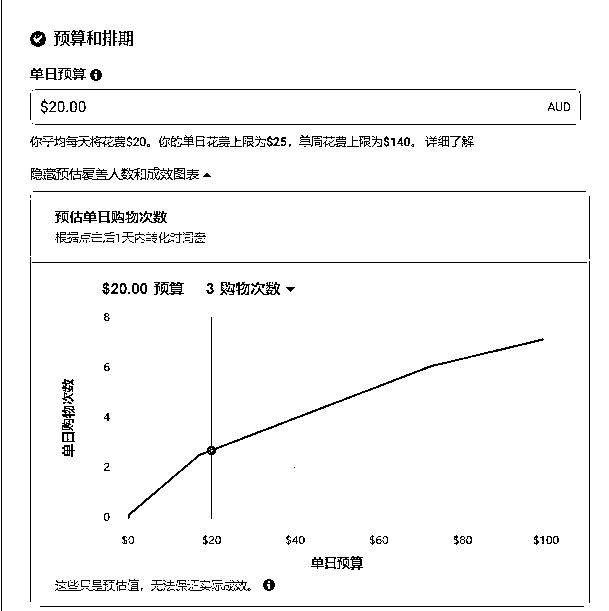 预算和排期
单日预算
$20.00 AUD
你平均每天将花费$20。你的单日花费上限为$25，单周花费上限为$140。 详细了解
隐藏预估覆盖人数和成效图表
预估单日购物次数
根据点击后1天内转化时间窗
$20.00 预算 3 购物次数
8
6
4
2
0
单日购物次数
$0 $20 $40 $60 $80 $100
单日预算
这些只是预估值，无法保证实际成效。